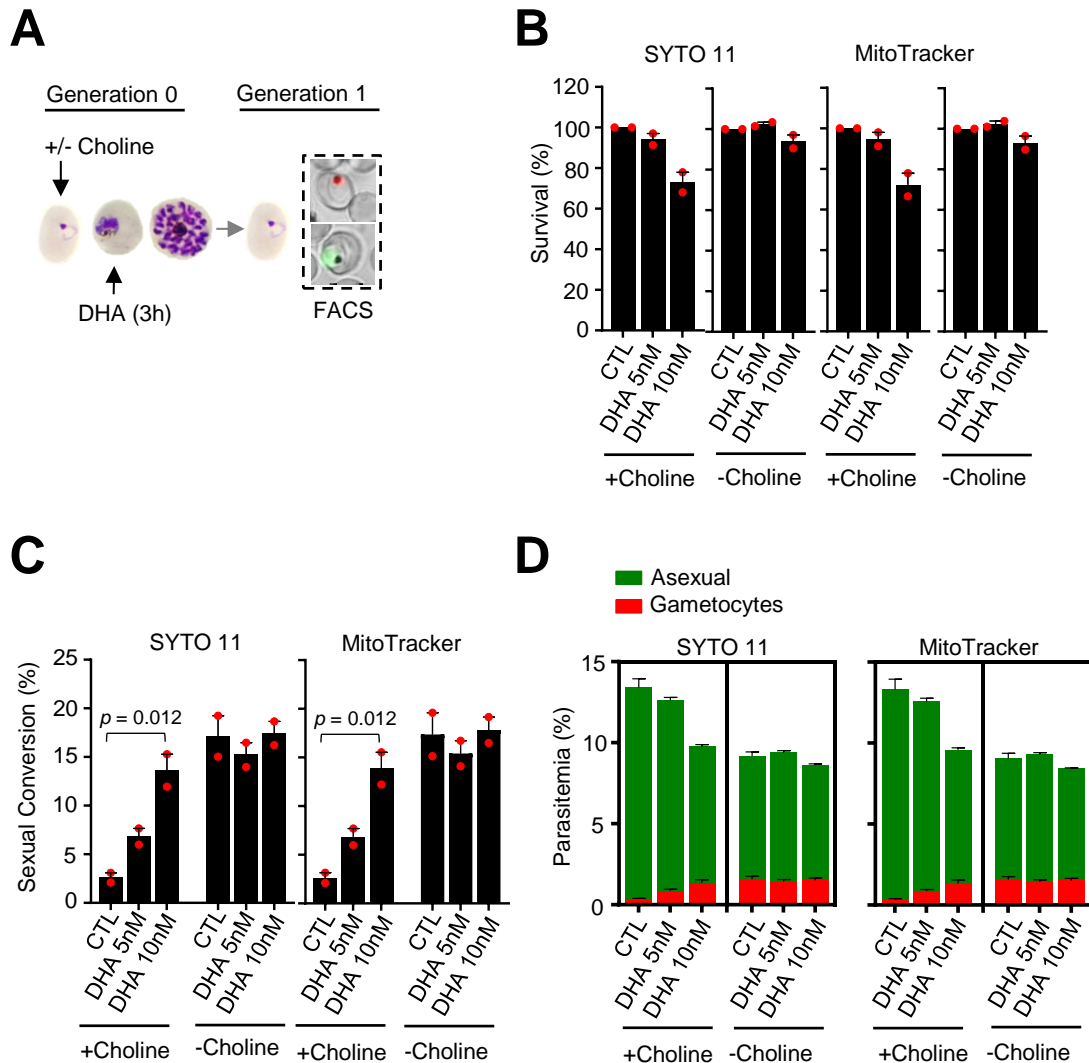 A
Generation 0
Generation 1
+/- Choline
DHA (3h)
FACS
B
SYTO 11
MitoTracker
Survival (%)
120
100
80
60
40
20
0
CTL
DHA 5nM
DHA 10nM
CTL
DHA 5nM
DHA 10nM
CTL
DHA 5nM
DHA 10nM
CTL
DHA 5nM
DHA 10nM
+Choline
-Choline
+Choline
-Choline
C
SYTO 11
MitoTracker
Sexual Conversion (%)
25
20
15
10
5
0
p = 0.012
p = 0.012
CTL
DHA 5nM
DHA 10nM
CTL
DHA 5nM
DHA 10nM
CTL
DHA 5nM
DHA 10nM
CTL
DHA 5nM
DHA 10nM
+Choline
-Choline
+Choline
-Choline
D
Asexual
Gametocytes
SYTO 11
MitoTracker
Parasitemia (%)
15
10
5
0
CTL
DHA 5nM
DHA 10nM
CTL
DHA 5nM
DHA 10nM
CTL
DHA 5nM
DHA 10nM
CTL
DHA 5nM
DHA 10nM
+Choline
-Choline
+Choline
-Choline